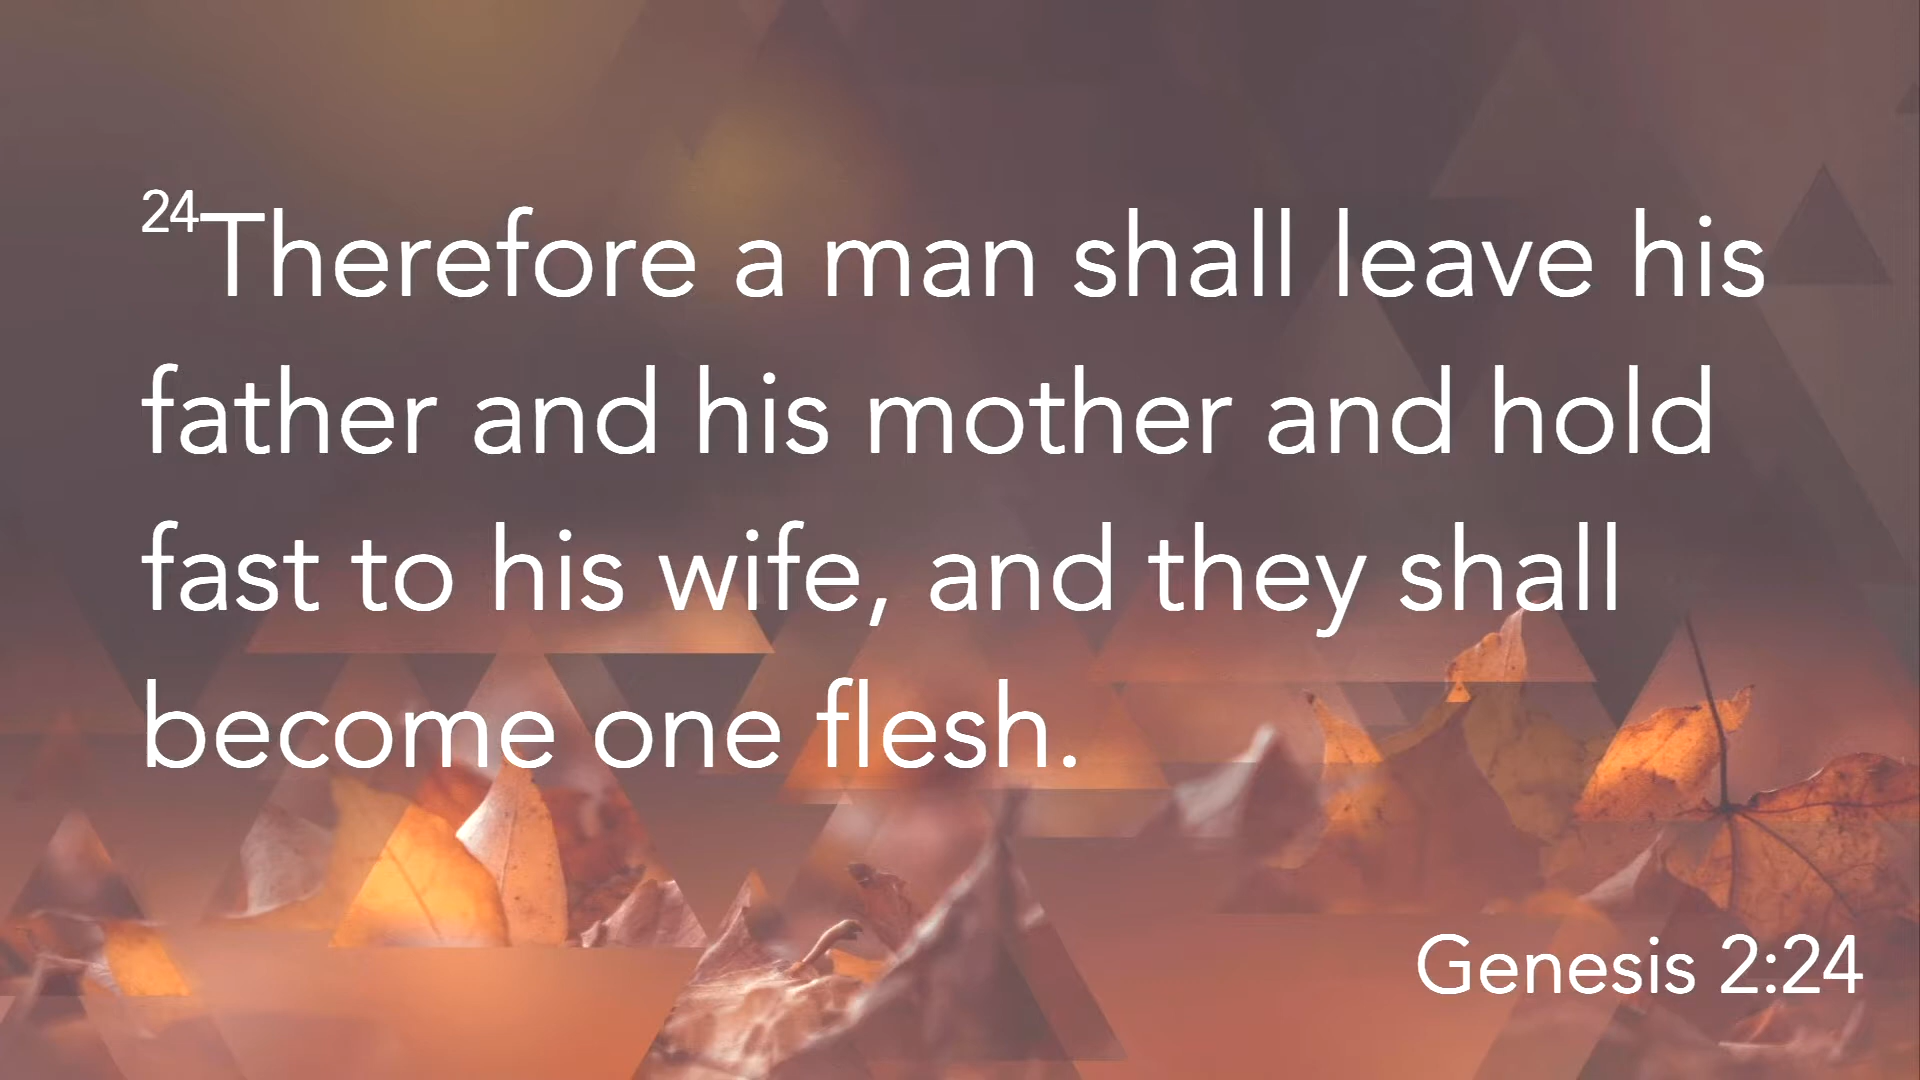 24Therefore a man shall leave his
father and his mother and hold
fast to his wife, and they shall
become one flesh.
Genesis 2:24